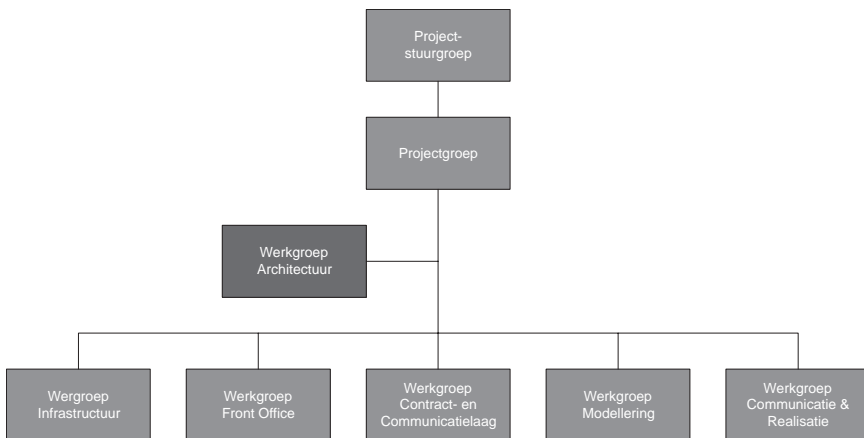 Project-
stuurgroep
Projectgroep
Werkgroep
Architectuur
Wergroep
Infrastructuur
Werkgroep
Front Office
Werkgroep
Contract- en
Communicatielaag
Werkgroep
Modellering
Werkgroep
Communicatie &
Realisatie